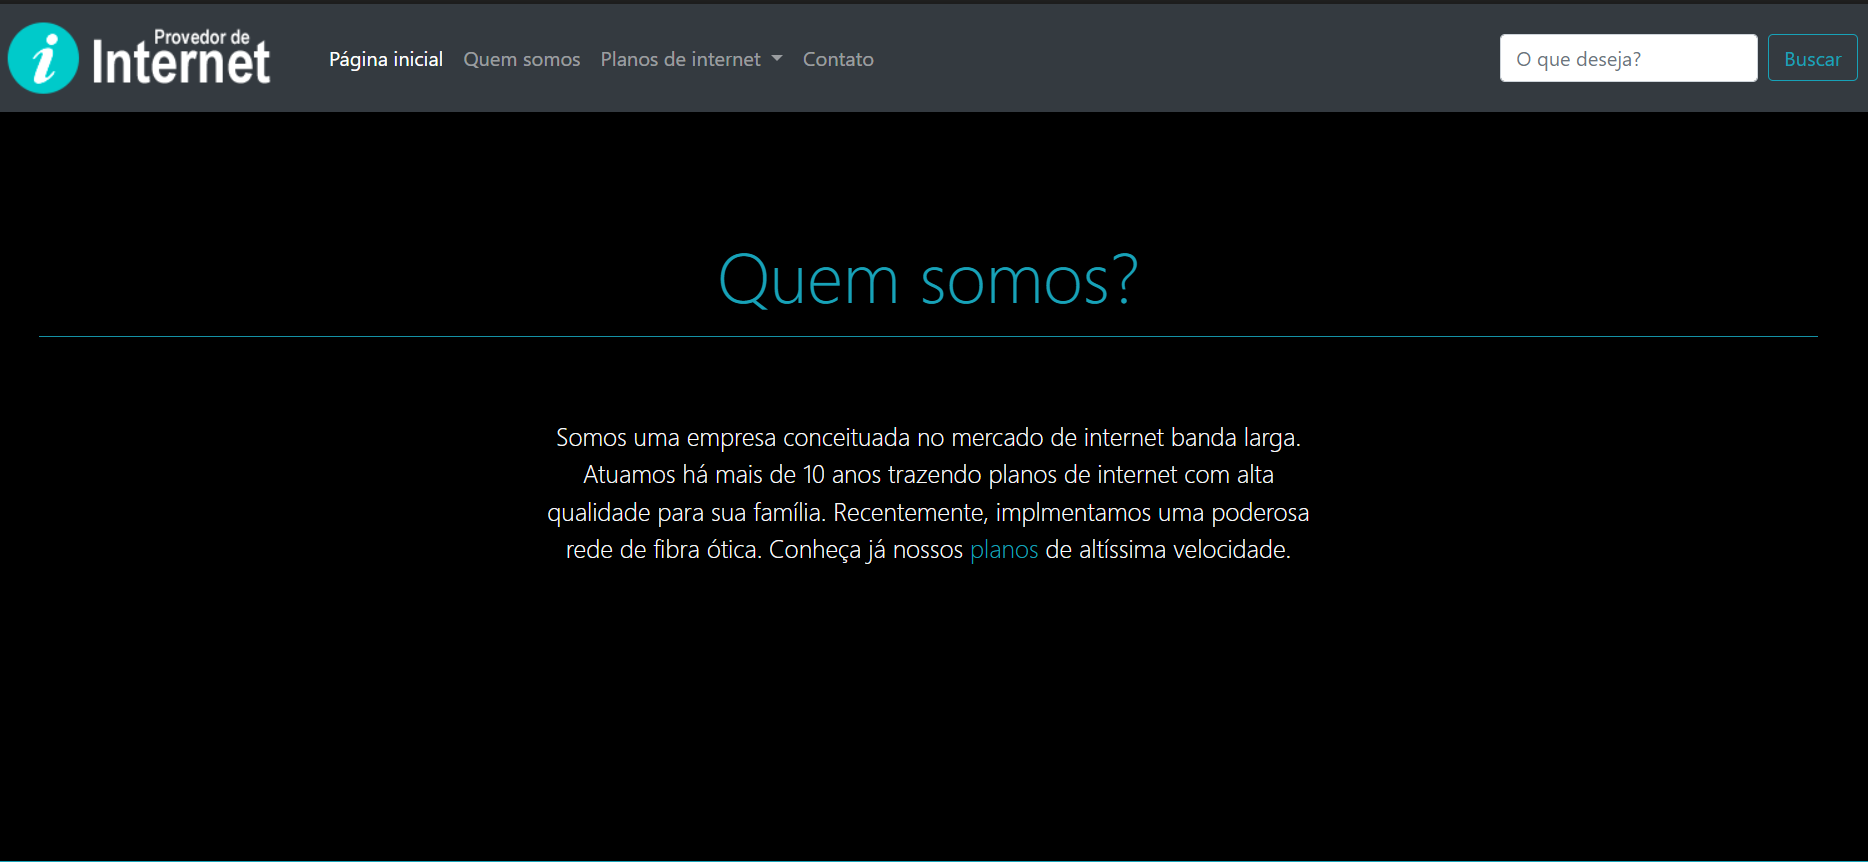 Provedor de
Internet
Página inicial Quem somos Planos de internet Contato
O que deseja? Buscar
Quem somos?
Somos uma empresa conceituada no mercado de internet banda larga.
Atuamos há mais de 10 anos trazendo planos de internet com alta
qualidade para sua família. Recentemente, implmentamos uma poderosa
rede de fibra ótica. Conheça já nossos planos de altíssima velocidade.